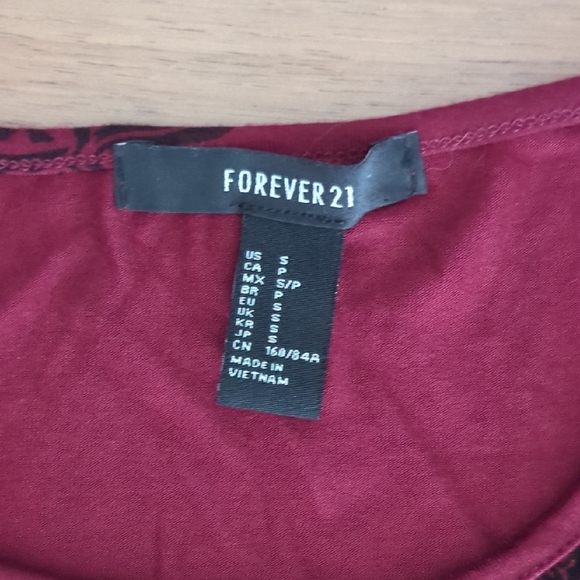 FOREVER 21
US S
CA P
MX S/P
BR P
EU S
UK S
KR S
JP S
CN 160/84A
MADE IN
VIETNAM